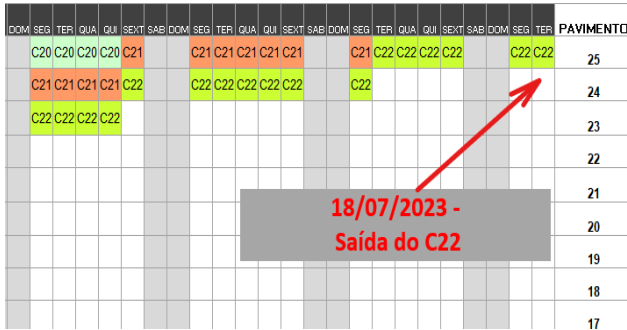 DOM SEG TER QUA QUI SEXT SAB DOM SEG TER QUA QUI SEXT SAB DOM SEG TER QUA QUI SEXT SAB DOM SEG TER PAVIMENTO
C20 C20 C20 C20 C21 C21 C21 C21 C21 C21 C21 C22 C22 C22 C22 C22 C22 25
C21 C21 C21 C21 C22 C22 C22 C22 C22 C22 C22 24
C22 C22 C22 C22 23
22
21
18/07/2023 -
Saída do C22
20
19
18
17